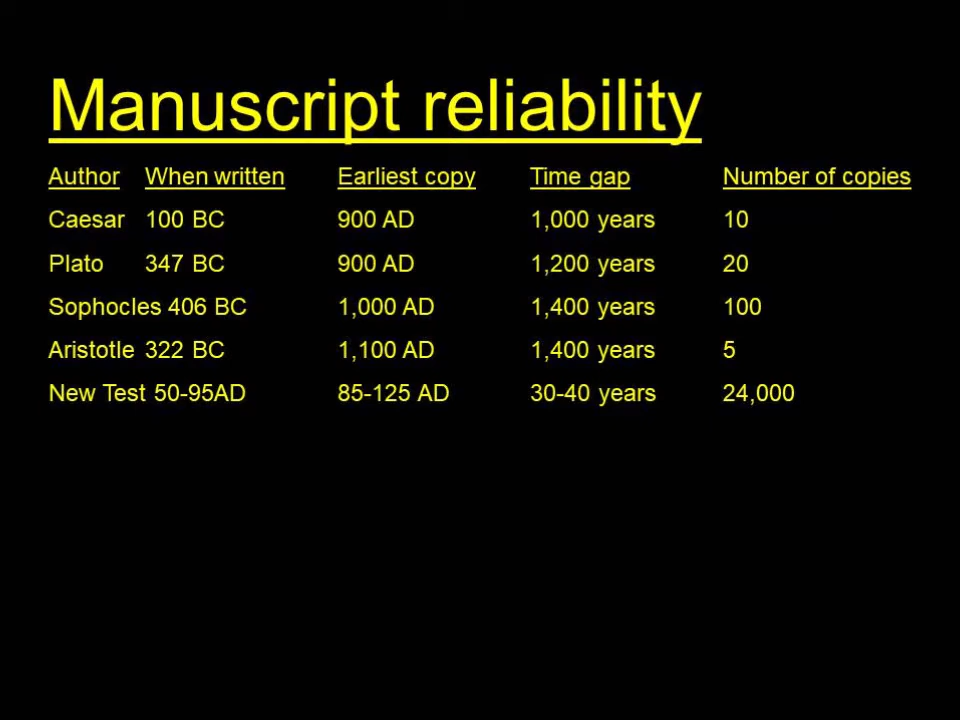 Manuscript reliability
Author When written Earliest copy Time gap Number of copies
Caesar 100 BC 900 AD 1,000 years 10
Plato 347 BC 900 AD 1,200 years 20
Sophocles 406 BC 1,000 AD 1,400 years 100
Aristotle 322 BC 1,100 AD 1,400 years 5
New Test 50-95AD 85-125 AD 30-40 years 24,000